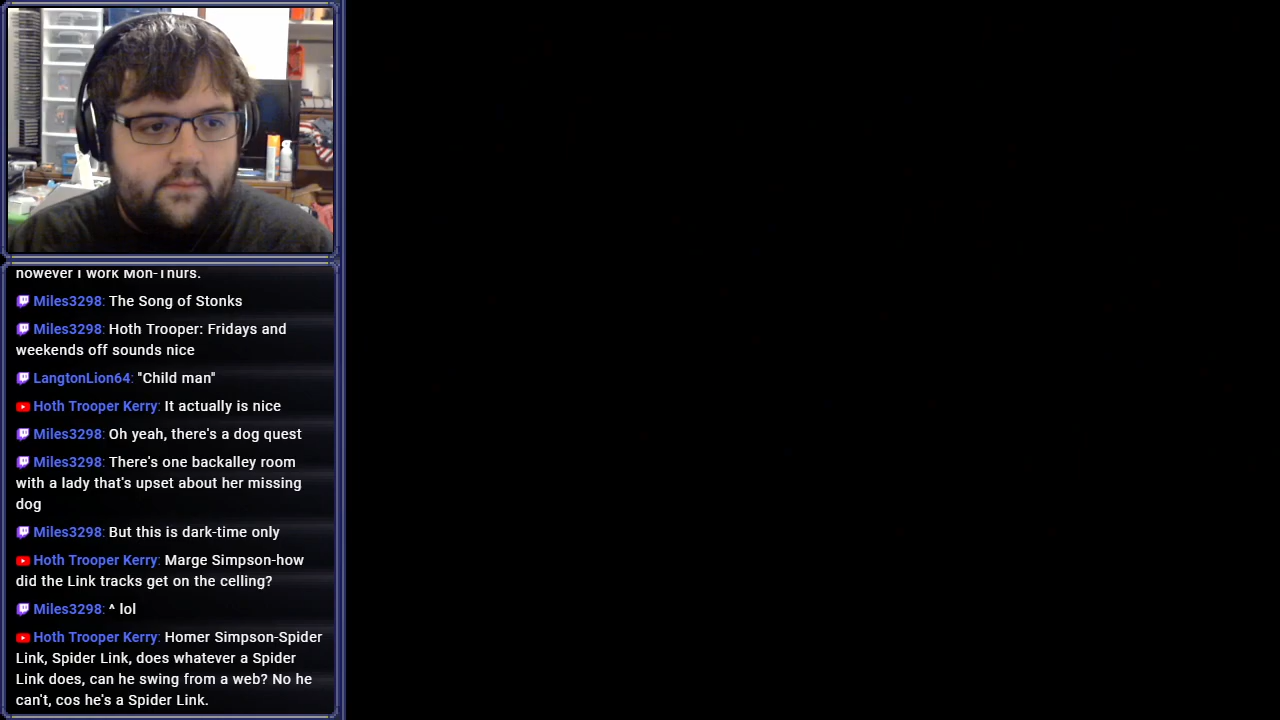 however I work Mon-Thurs.
Miles3298: The Song of Stonks
Miles3298: Hoth Trooper: Fridays and
weekends off sounds nice
LangtonLion64: "Child man"
Hoth Trooper Kerry: It actually is nice
Miles3298: Oh yeah, there's a dog quest
Miles3298: There's one backalley room
with a lady that's upset about her missing
dog
Miles3298: But this is dark-time only
Hoth Trooper Kerry: Marge Simpson-how
did the Link tracks get on the celling?
Miles3298: ^ lol
Hoth Trooper Kerry: Homer Simpson-Spider
Link, Spider Link, does whatever a Spider
Link does, can he swing from a web? No he
can't, cos he's a Spider Link.